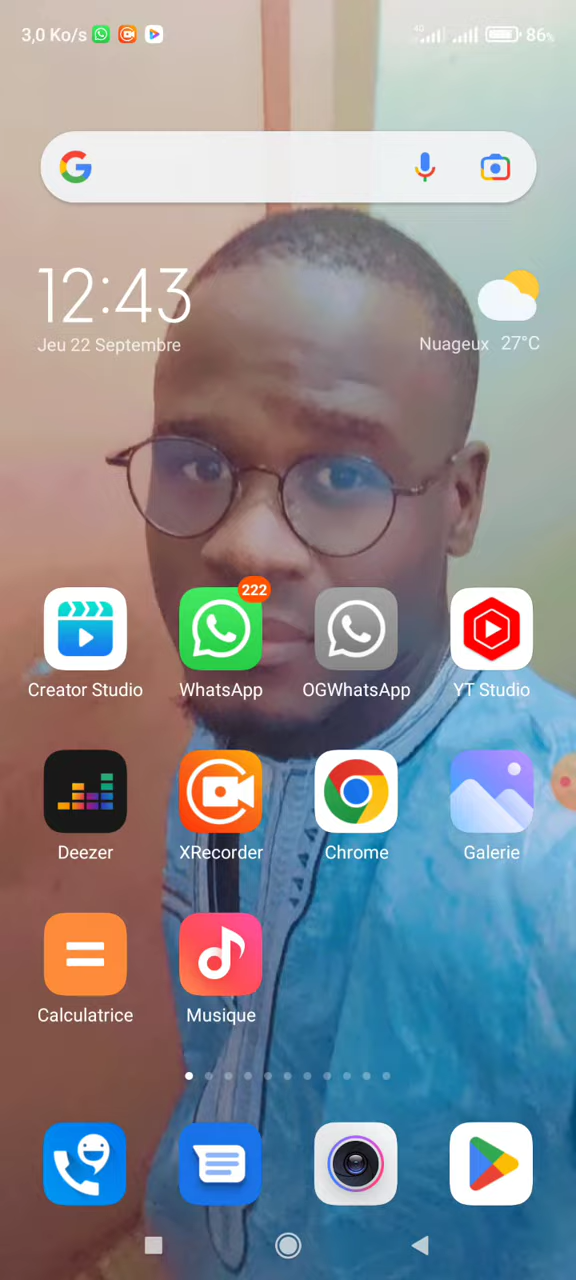 3,0 Ko/s 4G 86%
12:43
Jeu 22 Septembre
Nuageux 27°C
222
Creator Studio WhatsApp OGWhatsApp YT Studio
Deezer XRecorder Chrome Galerie
Calculatrice Musique